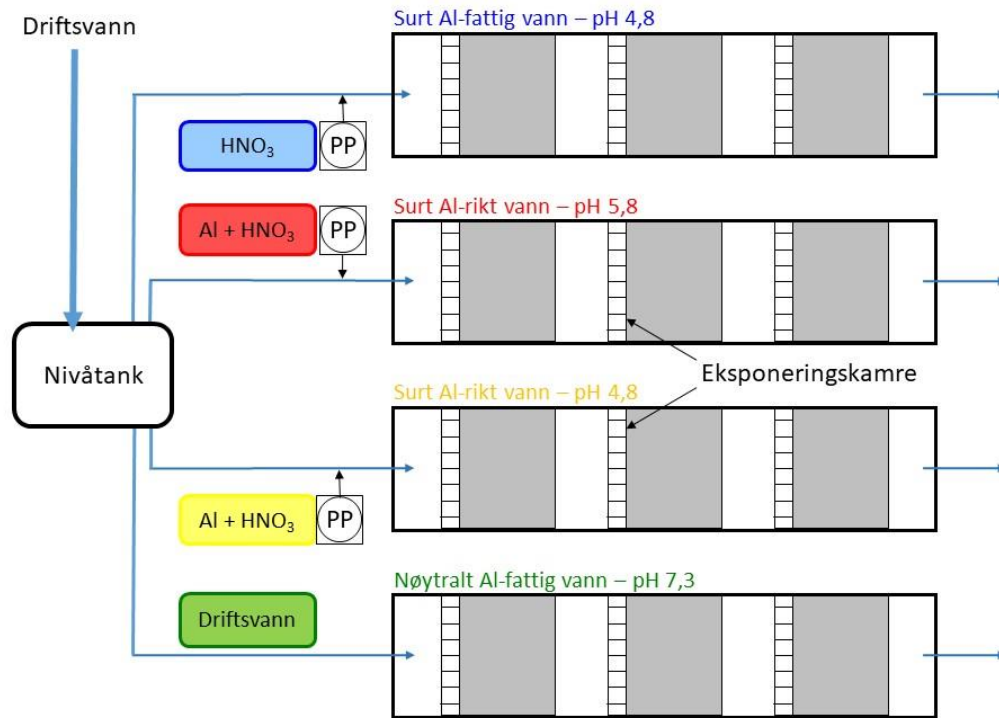 Driftsvann
Surt Al-fattig vann – pH 4,8
HNO₃
PP
Surt Al-rikt vann – pH 5,8
Al + HNO₃
PP
Nivåtank
Eksponeringskamre
Surt Al-rikt vann – pH 4,8
Al + HNO₃
PP
Nøytralt Al-fattig vann – pH 7,3
Driftsvann